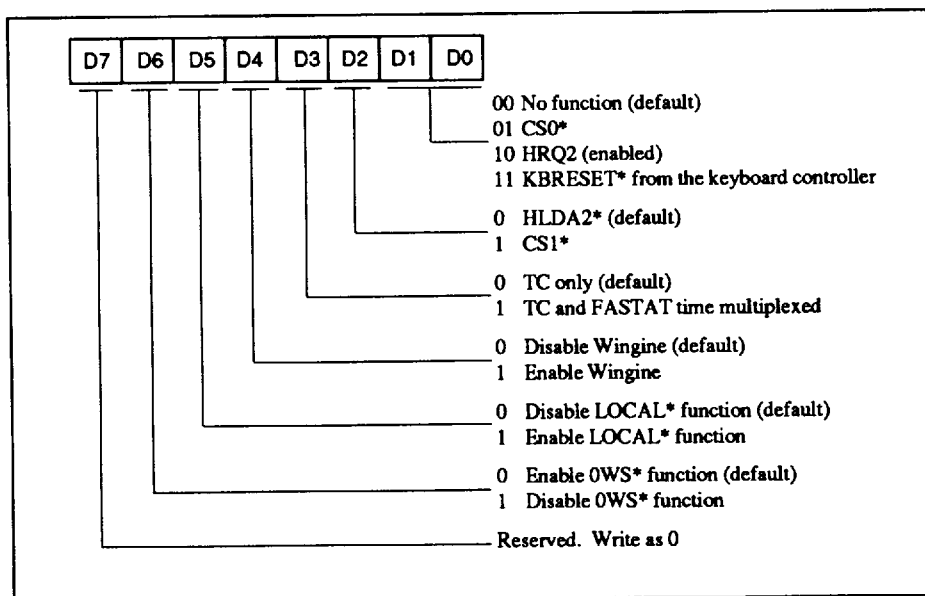 D7 D6 D5 D4 D3 D2 D1 D0
00 No function (default)
01 CS0*
10 HRQ2 (enabled)
11 KBRESET* from the keyboard controller
0 HLDA2* (default)
1 CS1*
0 TC only (default)
1 TC and FASTAT time multiplexed
0 Disable Wingine (default)
1 Enable Wingine
0 Disable LOCAL* function (default)
1 Enable LOCAL* function
0 Enable 0WS* function (default)
1 Disable 0WS* function
Reserved. Write as 0